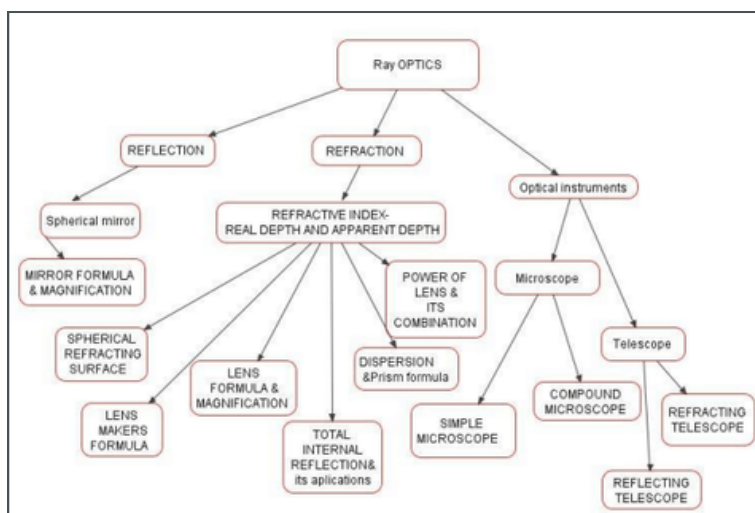 Ray OPTICS
REFLECTION
REFRACTION
Optical instruments
Spherical mirror
REFRACTIVE INDEX-
REAL DEPTH AND APPARENT DEPTH
MIRROR FORMULA
& MAGNIFICATION
POWER OF
LENS &
ITS
COMBINATION
Microscope
SPHERICAL
REFRACTING
SURFACE
LENS
FORMULA &
MAGNIFICATION
DISPERSION
&Prism formula
Telescope
LENS
MAKERS
FORMULA
TOTAL
INTERNAL
REFLECTION&
its aplications
SIMPLE
MICROSCOPE
COMPOUND
MICROSCOPE
REFRACTING
TELESCOPE
REFLECTING
TELESCOPE